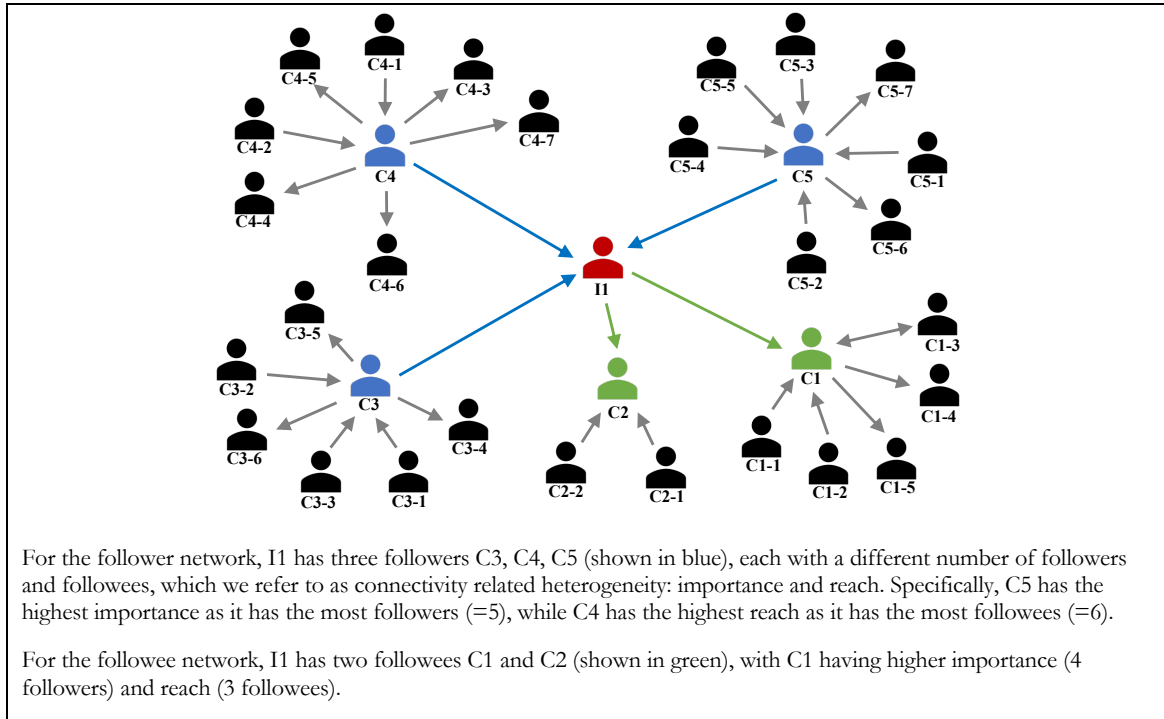 C4-5
C4-1
C4-3
C4-2
C4-7
C4
C4-4
C4-6
C5-3
C5-5
C5-7
C5-4
C5
C5-1
C5-6
C5-2
I1
C3-5
C3-2
C3
C3-6
C3-4
C3-3
C3-1
C2
C2-2
C2-1
C1-3
C1
C1-4
C1-1
C1-2
C1-5
For the follower network, I1 has three followers C3, C4, C5 (shown in blue), each with a different number of followers
and followees, which we refer to as connectivity related heterogeneity: importance and reach. Specifically, C5 has the
highest importance as it has the most followers (=5), while C4 has the highest reach as it has the most followees (=6).
For the followee network, I1 has two followees C1 and C2 (shown in green), with C1 having higher importance (4
followers) and reach (3 followees).